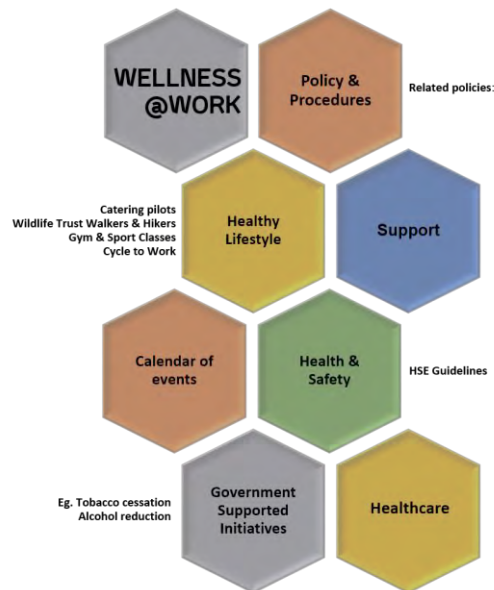 WELLNESS
@WORK
Policy &
Procedures
Related policies:
Catering pilots
Wildlife Trust Walkers & Hikers
Gym & Sport Classes
Cycle to Work
Healthy
Lifestyle
Support
Calendar of
events
Health &
Safety
HSE Guidelines
Eg. Tobacco cessation
Alcohol reduction
Government
Supported
Initiatives
Healthcare